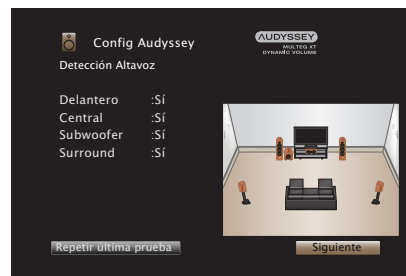 Config Audyssey
AUDYSSEY
MULTEQ XT
DYNAMIC VOLUME
Detección Altavoz
Delantero :Sí
Central :Sí
Subwoofer :Sí
Surround :Sí
Repetir última prueba
Siguiente